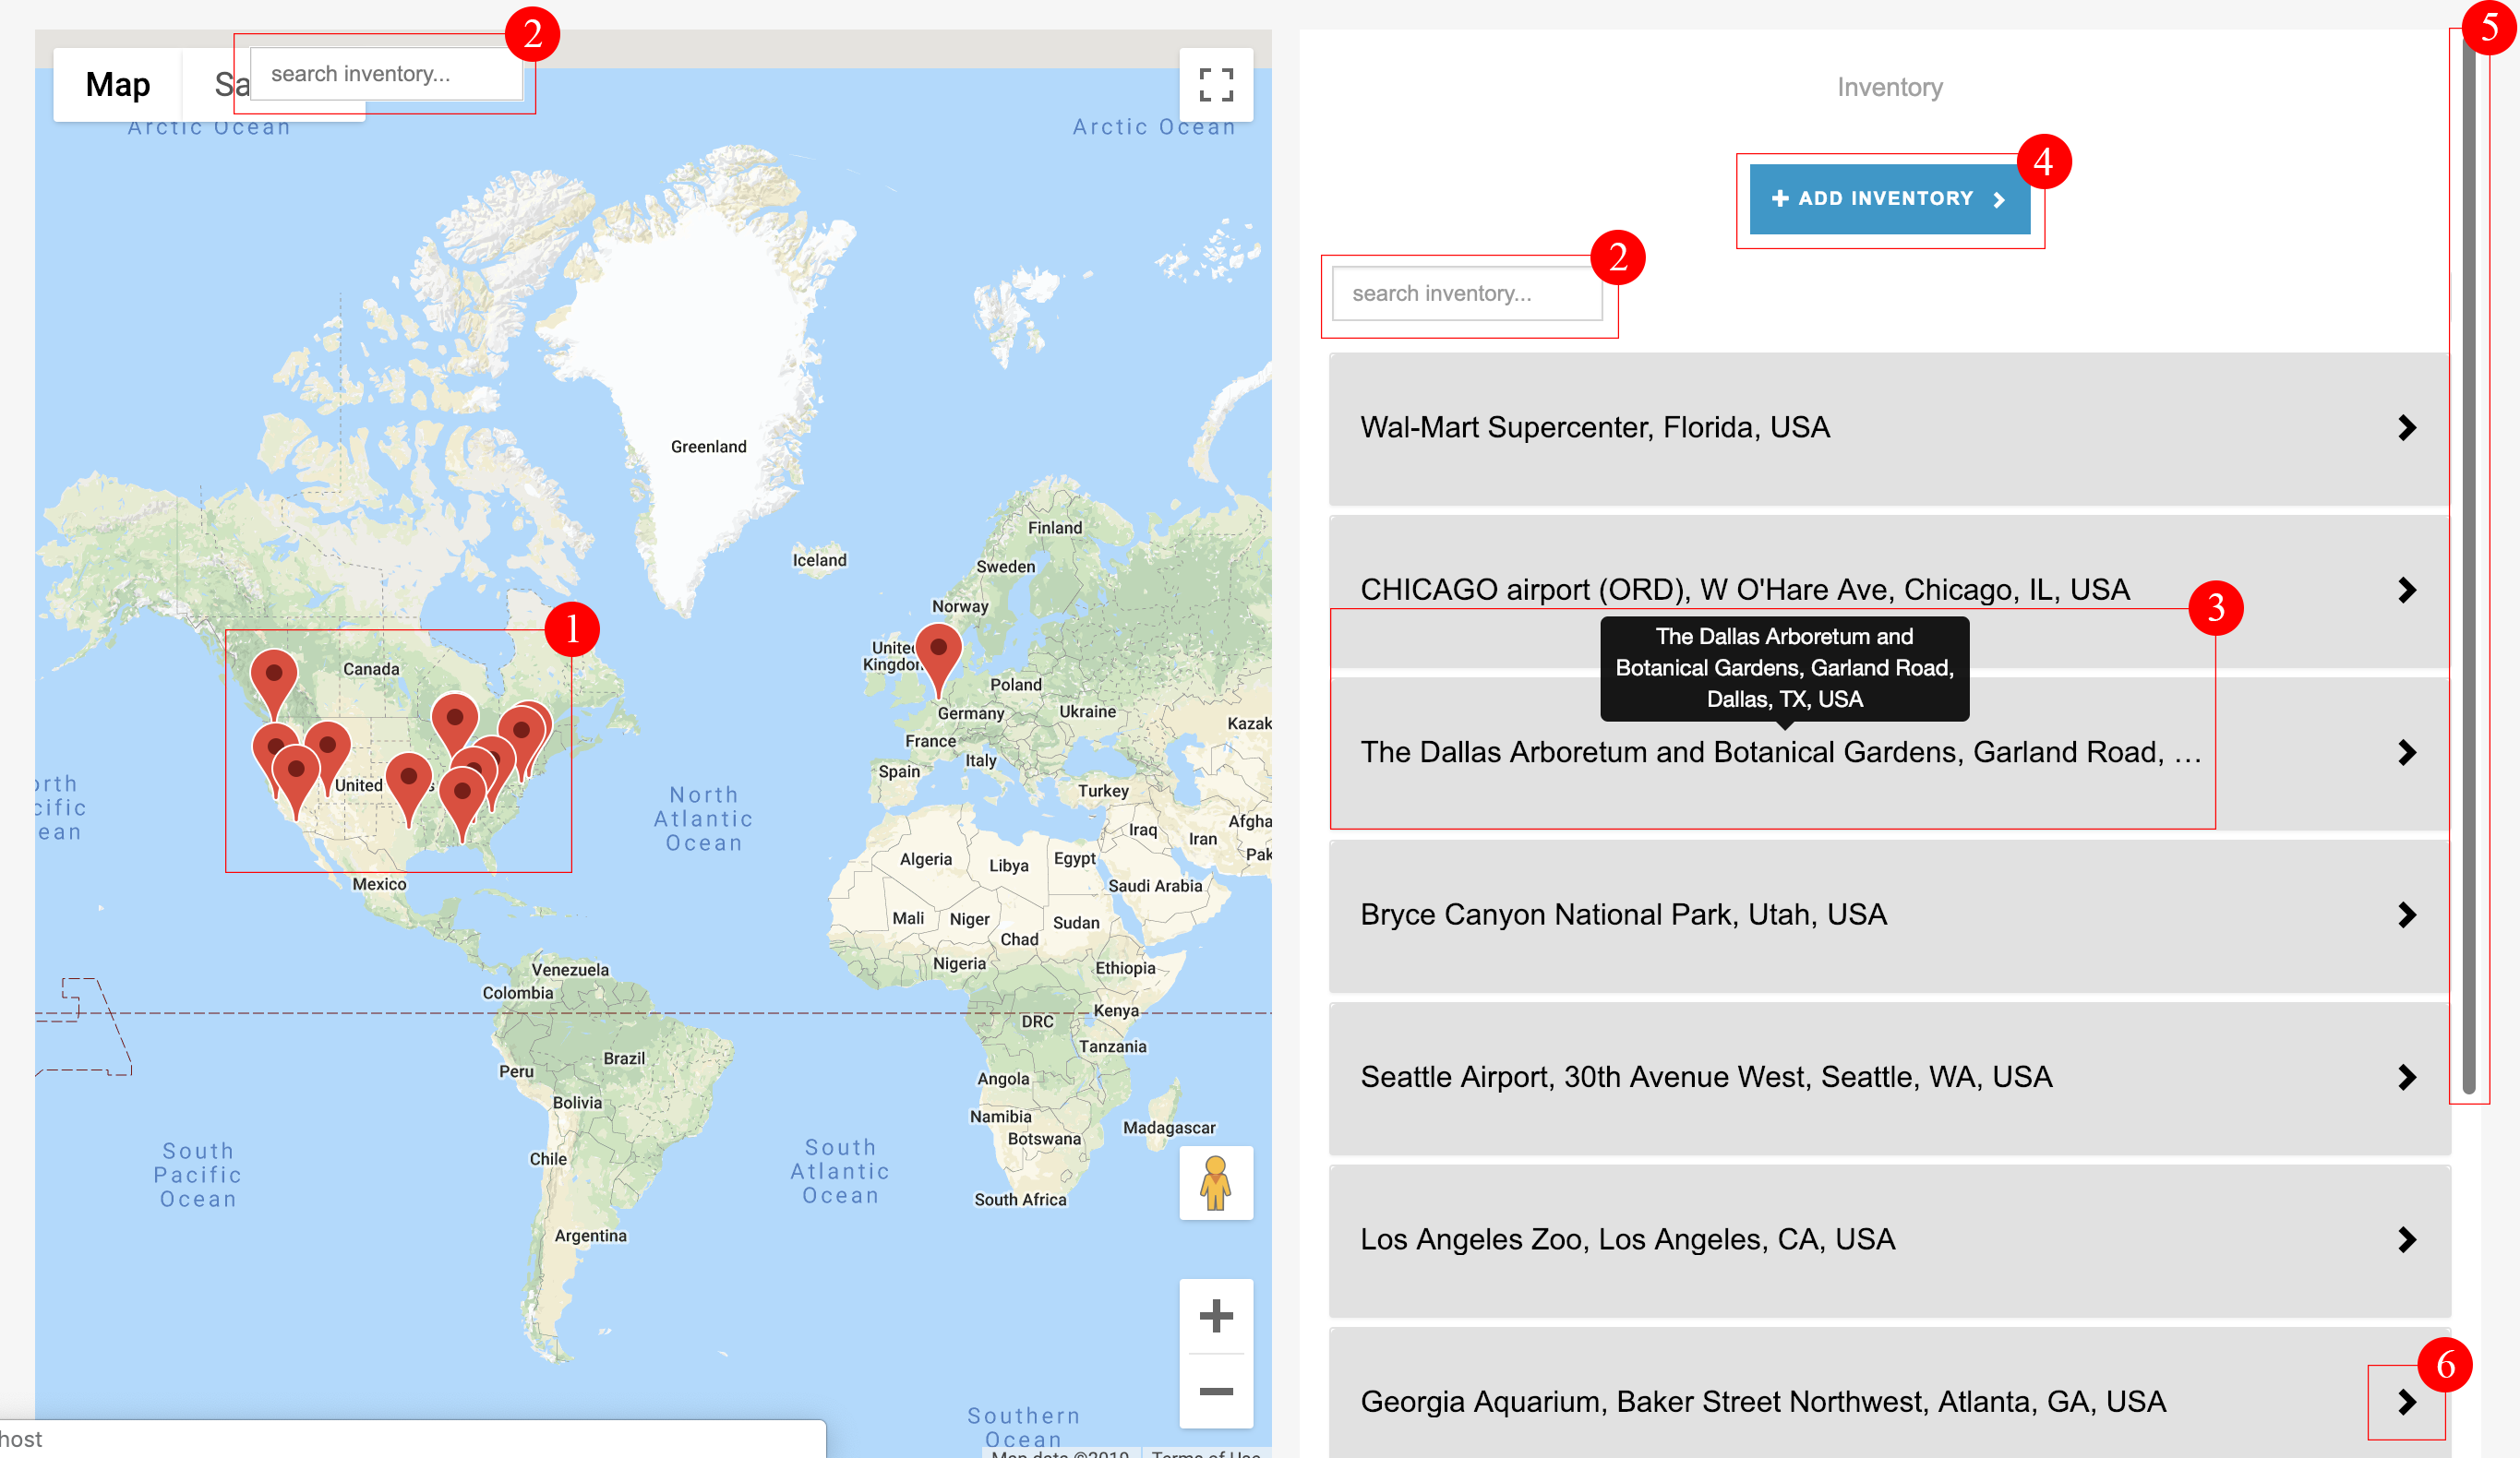 2
5
Map
Sa
search inventory...
Inventory
Arctic Ocean
Arctic Ocean
4
ADD INVENTORY
2
search inventory...
Wal-Mart Supercenter, Florida, USA
Greenland
Finland
Iceland
Sweden
CHICAGO airport (ORD), W O'Hare Ave, Chicago, IL, USA
Norway
3
1
The Dallas Arboretum and
Botanical Gardens, Garland Road,
Dallas, TX, USA
Unite
Kingdo
Canada
Poland
Germany
Ukraine
Kazak
The Dallas Arboretum and Botanical Gardens, Garland Road, ...
France
Italy
Spain
United
s
Turkey
orth
cific
ean
North
Atlantic
Ocean
Afgha
Iraq
Iran
Pak
Algeria
Libya
Egypt
Mexico
Saudi Arabia
Mali
Niger
Sudan
Chad
Bryce Canyon National Park, Utah, USA
Nigeria
Ethiopia
Venezuela
Colombia
Kenya
DRC
Tanzania
Brazil
Peru
Angola
Seattle Airport, 30th Avenue West, Seattle, WA, USA
Bolivia
Namibia
Botswana
Madagascar
South
Pacific
Ocean
South
Atlantic
Ocean
Chile
South Africa
Argentina
Los Angeles Zoo, Los Angeles, CA, USA
6
Georgia Aquarium, Baker Street Northwest, Atlanta, GA, USA
Southern
Ocean
host
Map data ©2019
Terms of Use